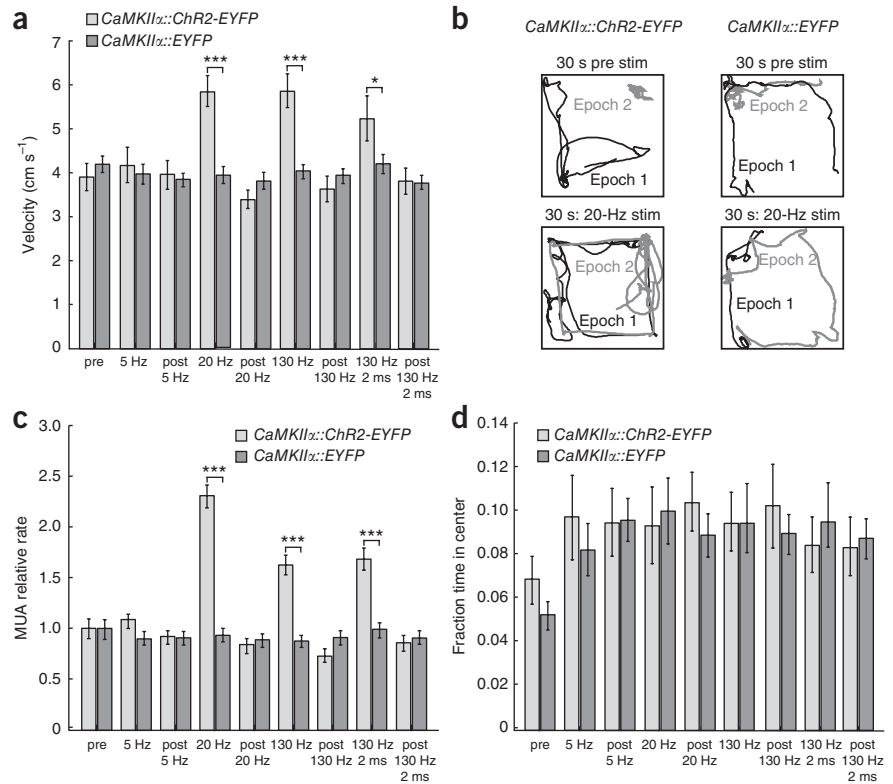 a
CaMKIIα::ChR2-EYFP
CaMKIIα::EYFP
***
***
*
7
6
5
4
3
2
1
0
Velocity (cm s⁻¹)
pre
5 Hz
post 5 Hz
20 Hz
post 20 Hz
130 Hz
post 130 Hz
130 Hz 2 ms
post 130 Hz 2 ms
b
CaMKIIα::ChR2-EYFP
CaMKIIα::EYFP
30 s pre stim
30 s pre stim
Epoch 2
Epoch 1
Epoch 2
Epoch 1
30 s: 20-Hz stim
30 s: 20-Hz stim
Epoch 2
Epoch 1
Epoch 2
Epoch 1
c
CaMKIIα::ChR2-EYFP
CaMKIIα::EYFP
***
***
***
3.0
2.5
2.0
1.5
1.0
0.5
0
MUA relative rate
pre
5 Hz
post 5 Hz
20 Hz
post 20 Hz
130 Hz
post 130 Hz
130 Hz 2 ms
post 130 Hz 2 ms
d
CaMKIIα::ChR2-EYFP
CaMKIIα::EYFP
0.14
0.12
0.10
0.08
0.06
0.04
0.02
0.00
0
Fraction time in center
pre
5 Hz
post 5 Hz
20 Hz
post 20 Hz
130 Hz
post 130 Hz
130 Hz 2 ms
post 130 Hz 2 ms